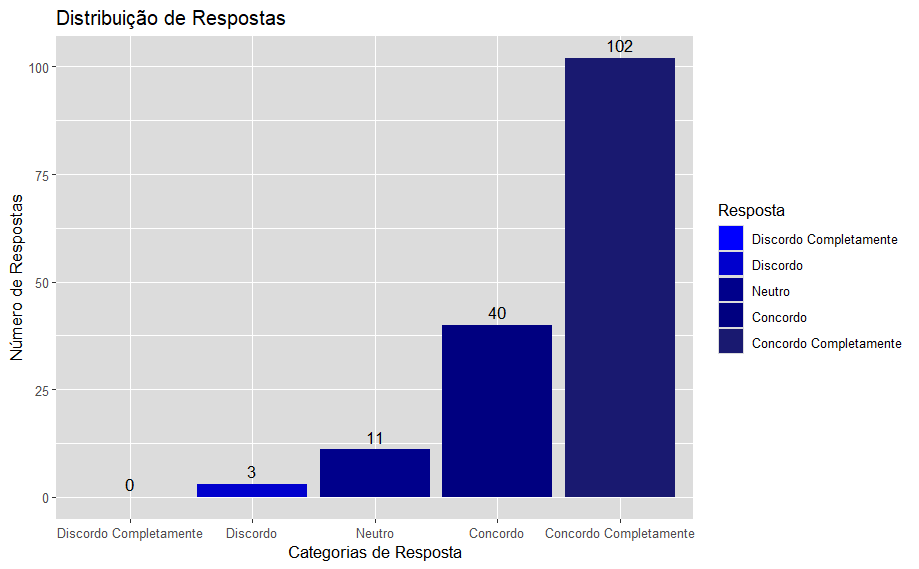 Distribuição de Respostas
Número de Respostas
100
75
50
25
0
0
3
11
40
102
Discordo Completamente
Discordo
Neutro
Concordo
Concordo Completamente
Categorias de Resposta
Resposta
Discordo Completamente
Discordo
Neutro
Concordo
Concordo Completamente